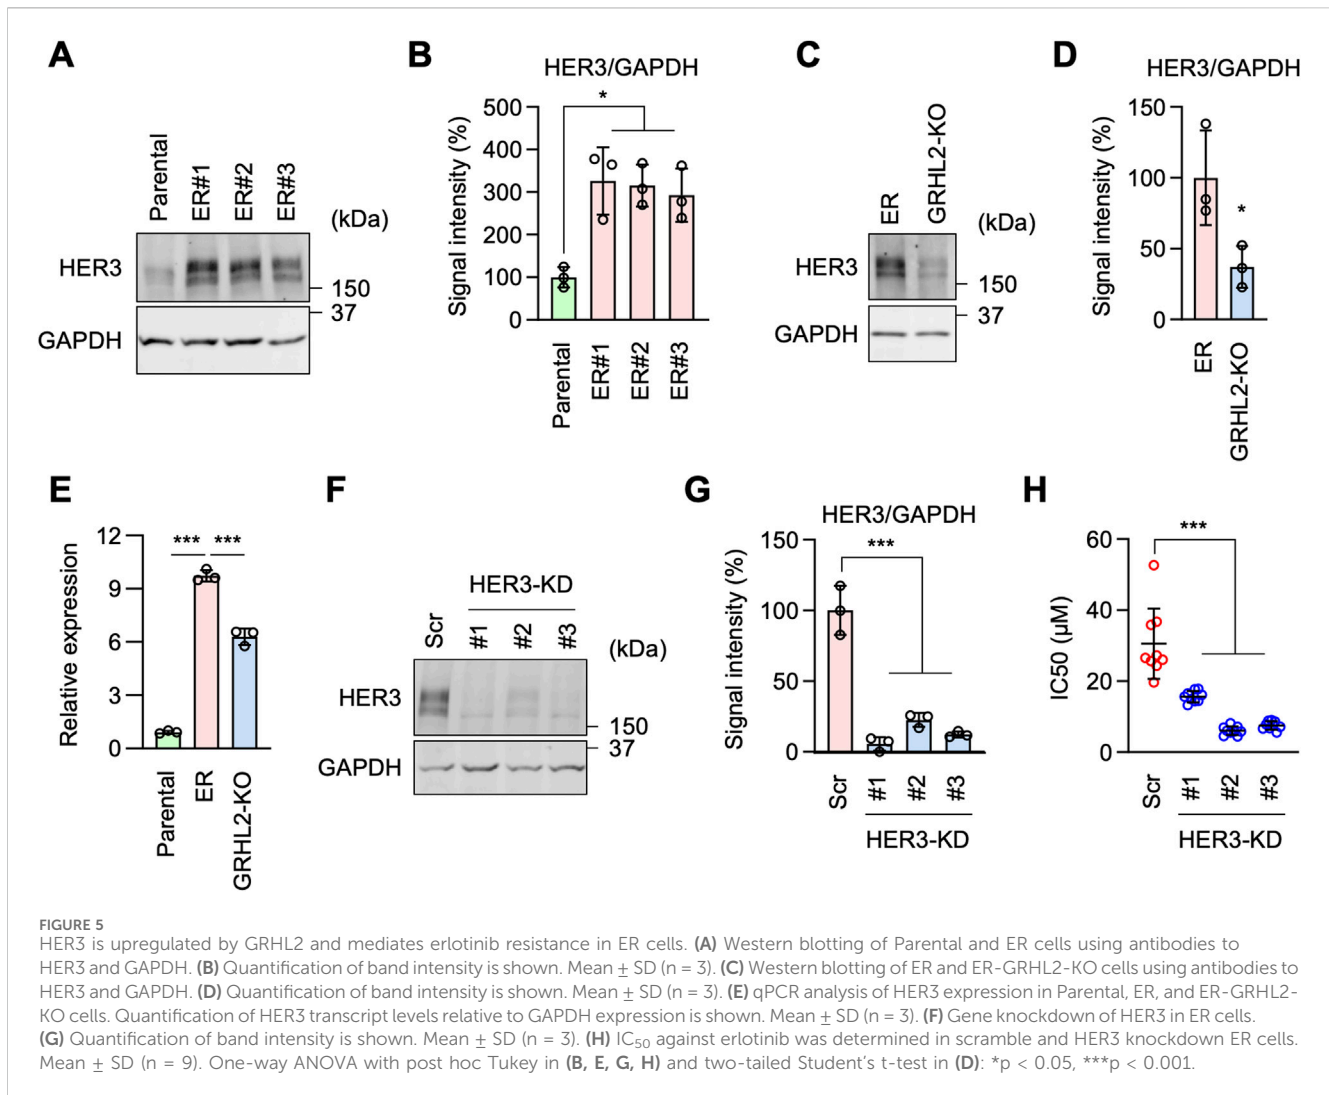 A
Parental
ER#1
ER#2
ER#3
(kDa)
HER3
150
37
GAPDH
B
HER3/GAPDH
*
Signal intensity (%)
500
400
300
200
100
0
Parental
ER#1
ER#2
ER#3
C
ER
GRHL2-KO
(kDa)
HER3
150
37
GAPDH
D
HER3/GAPDH
Signal intensity (%)
150
100
50
0
*
ER
GRHL2-KO
E
Relative expression
12
9
6
3
0
*** ***
Parental
ER
GRHL2-KO
F
HER3-KD
Scr
#1
#2
#3
(kDa)
HER3
150
37
GAPDH
G
HER3/GAPDH
Signal intensity (%)
150
100
50
0
***
Scr
#1
#2
#3
HER3-KD
H
IC50 (µM)
60
40
20
0
***
Scr
#1
#2
#3
HER3-KD
FIGURE 5
HER3 is upregulated by GRHL2 and mediates erlotinib resistance in ER cells. (A) Western blotting of Parental and ER cells using antibodies to
HER3 and GAPDH. (B) Quantification of band intensity is shown. Mean ± SD (n = 3). (C) Western blotting of ER and ER-GRHL2-KO cells using antibodies to
HER3 and GAPDH. (D) Quantification of band intensity is shown. Mean ± SD (n = 3). (E) qPCR analysis of HER3 expression in Parental, ER, and ER-GRHL2-
KO cells. Quantification of HER3 transcript levels relative to GAPDH expression is shown. Mean ± SD (n = 3). (F) Gene knockdown of HER3 in ER cells.
(G) Quantification of band intensity is shown. Mean ± SD (n = 3). (H) IC50 against erlotinib was determined in scramble and HER3 knockdown ER cells.
Mean ± SD (n = 9). One-way ANOVA with post hoc Tukey in (B, E, G, H) and two-tailed Student's t-test in (D): *p < 0.05, ***p < 0.001.